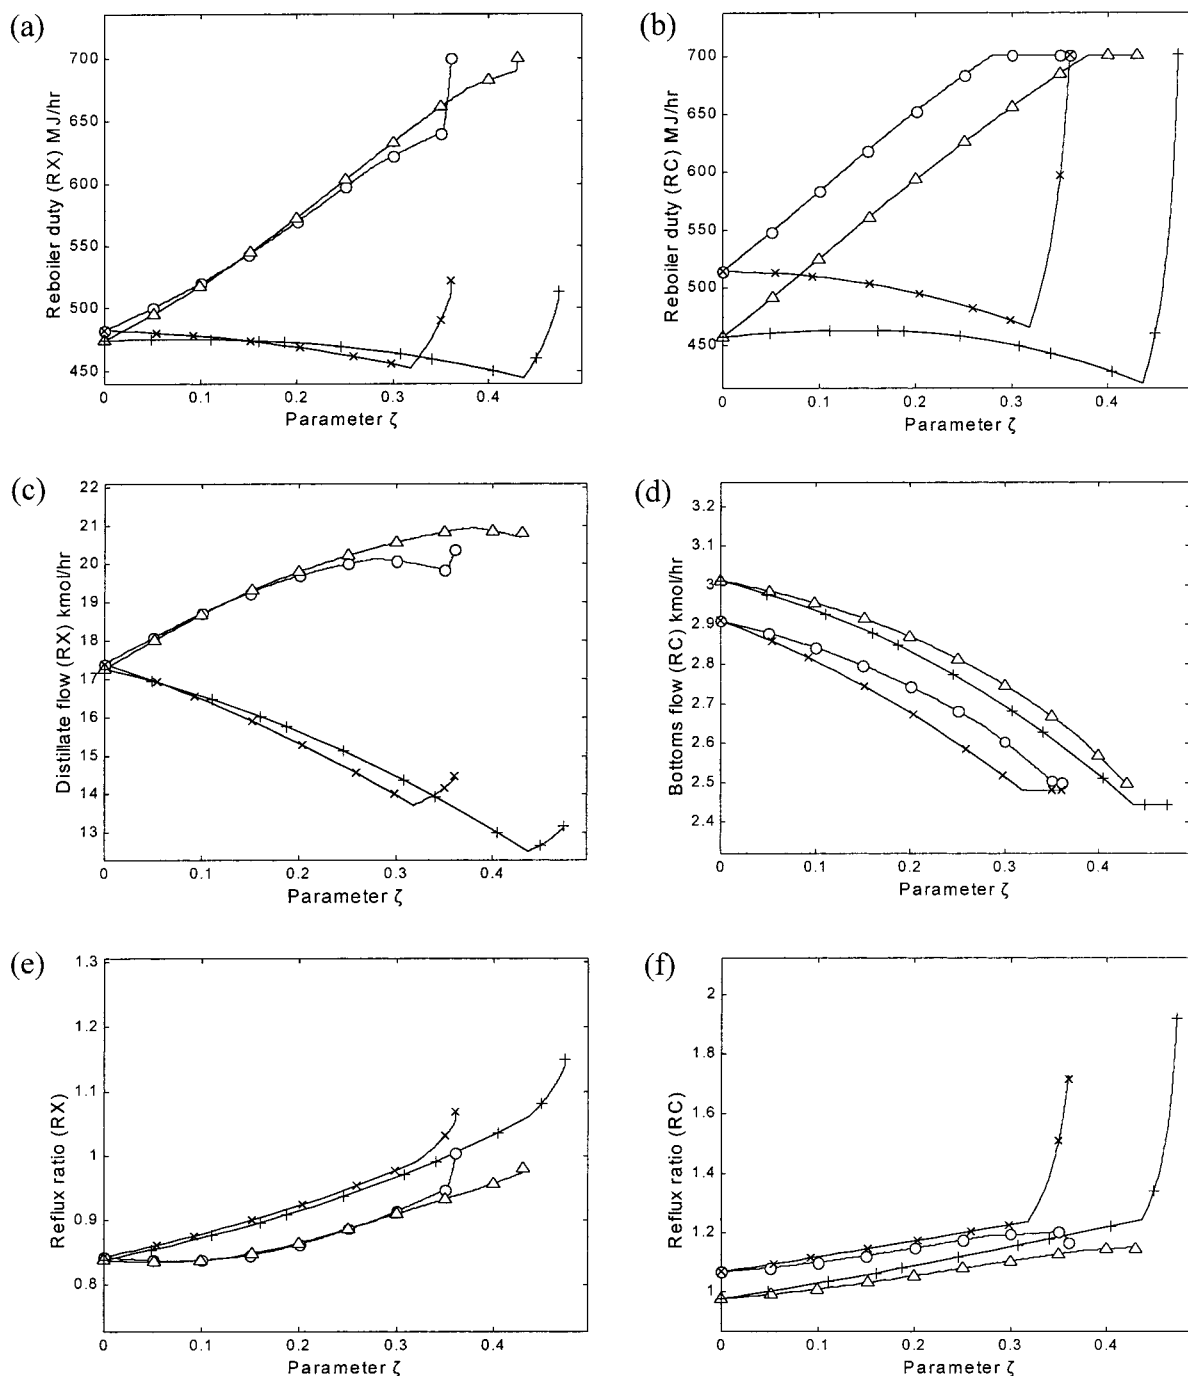 (a)
Reboiler duty (RX) MJ/hr
700
650
600
550
500
450
0 0.1 0.2 0.3 0.4
Parameter ζ
(b)
Reboiler duty (RC) MJ/hr
700
650
600
550
500
450
0 0.1 0.2 0.3 0.4
Parameter ζ
(c)
Distillate flow (RX) kmol/hr
22
21
20
19
18
17
16
15
14
13
0 0.1 0.2 0.3 0.4
Parameter ζ
(d)
Bottoms flow (RC) kmol/hr
3.2
3.1
3
2.9
2.8
2.7
2.6
2.5
2.4
0 0.1 0.2 0.3 0.4
Parameter ζ
(e)
Reflux ratio (RX)
1.3
1.2
1.1
1
0.9
0.8
0 0.1 0.2 0.3 0.4
Parameter ζ
(f)
Reflux ratio (RC)
2
1.8
1.6
1.4
1.2
1
0 0.1 0.2 0.3 0.4
Parameter ζ